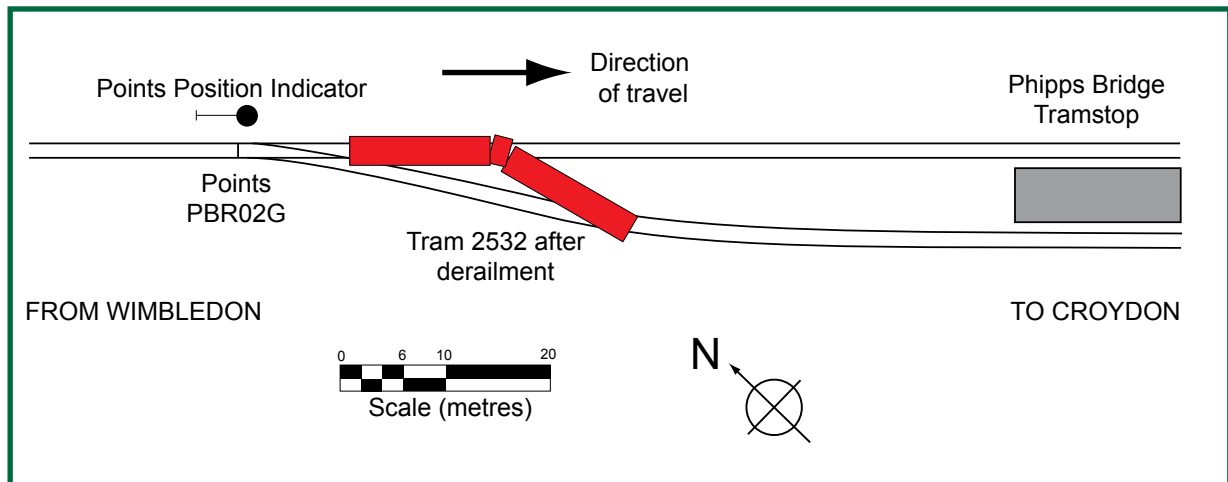 Points Position Indicator
Direction
of travel
Phipps Bridge
Tramstop
Points
PBR02G
Tram 2532 after
derailment
FROM WIMBLEDON
TO CROYDON
0 6 10 20
Scale (metres)
N